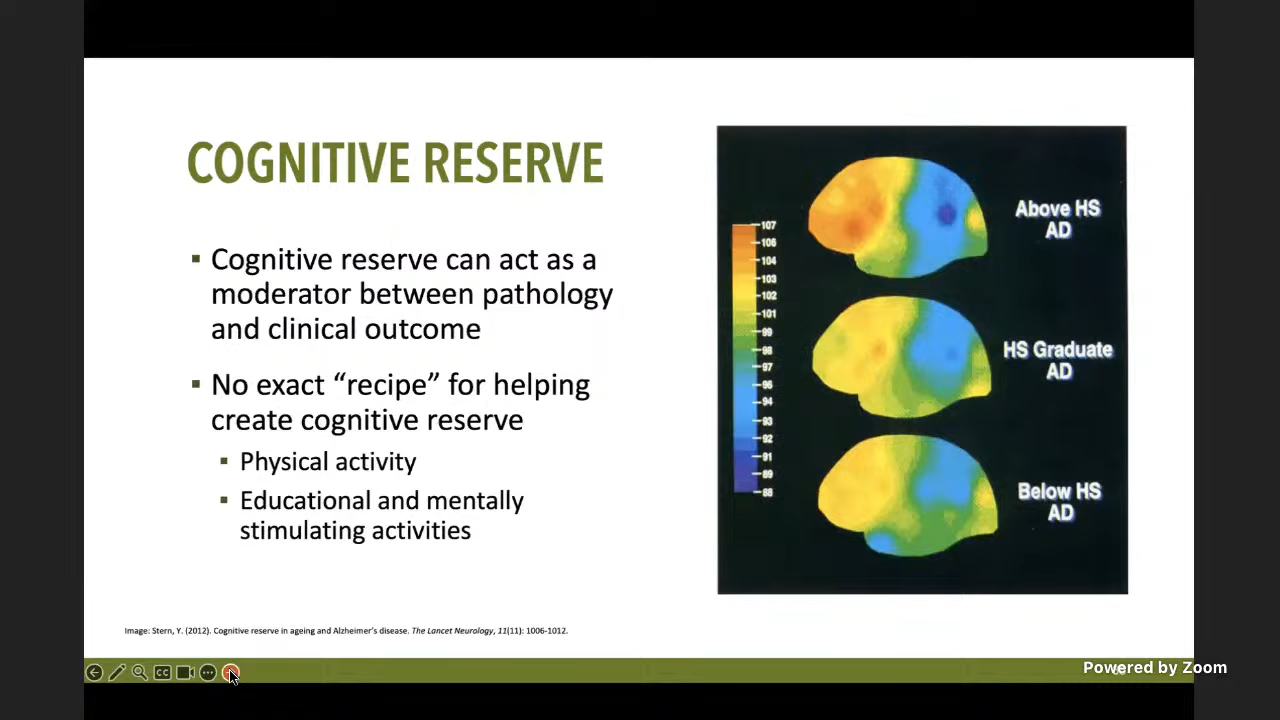 COGNITIVE RESERVE
▪ Cognitive reserve can act as a
moderator between pathology
and clinical outcome
▪ No exact “recipe” for helping
create cognitive reserve
▪ Physical activity
▪ Educational and mentally
stimulating activities
107
106
104
103
102
101
99
98
97
96
94
93
92
91
89
88
Above HS
AD
HS Graduate
AD
Below HS
AD
Image: Stern, Y. (2012). Cognitive reserve in ageing and Alzheimer’s disease. The Lancet Neurology, 11(11): 1006-1012.
CC
Powered by Zoom